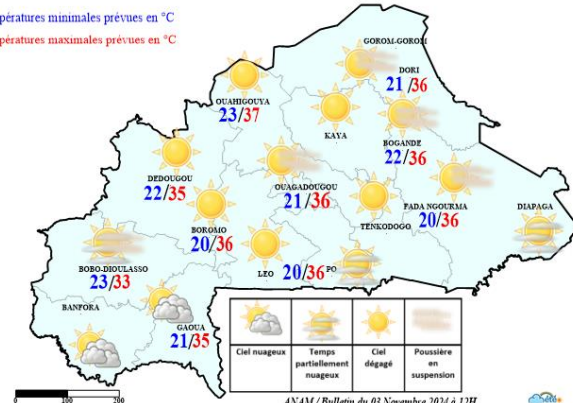 pératures minimales prévues en °C
pératures maximales prévues en °C
GOROM-GOROM
DORI
21/36
OUAHIGOUYA
23/37
KAYA
BOGANDE
22/36
DEDOUGOU
22/35
OUAGADOUGOU
21/36
FADA NGOURMA
20/36
DIAPAGA
BOROMO
20/36
TENKODOGO
BOBO-DIOULASSO
23/33
LEO
20/36
PO
BANFORA
GAOUA
21/35
Ciel nuageux
Temps partiellement nuageux
Ciel dégagé
Poussière en suspension
0 100 200
ANAM / Bulletin du 03 Novembre 2024 à 12H